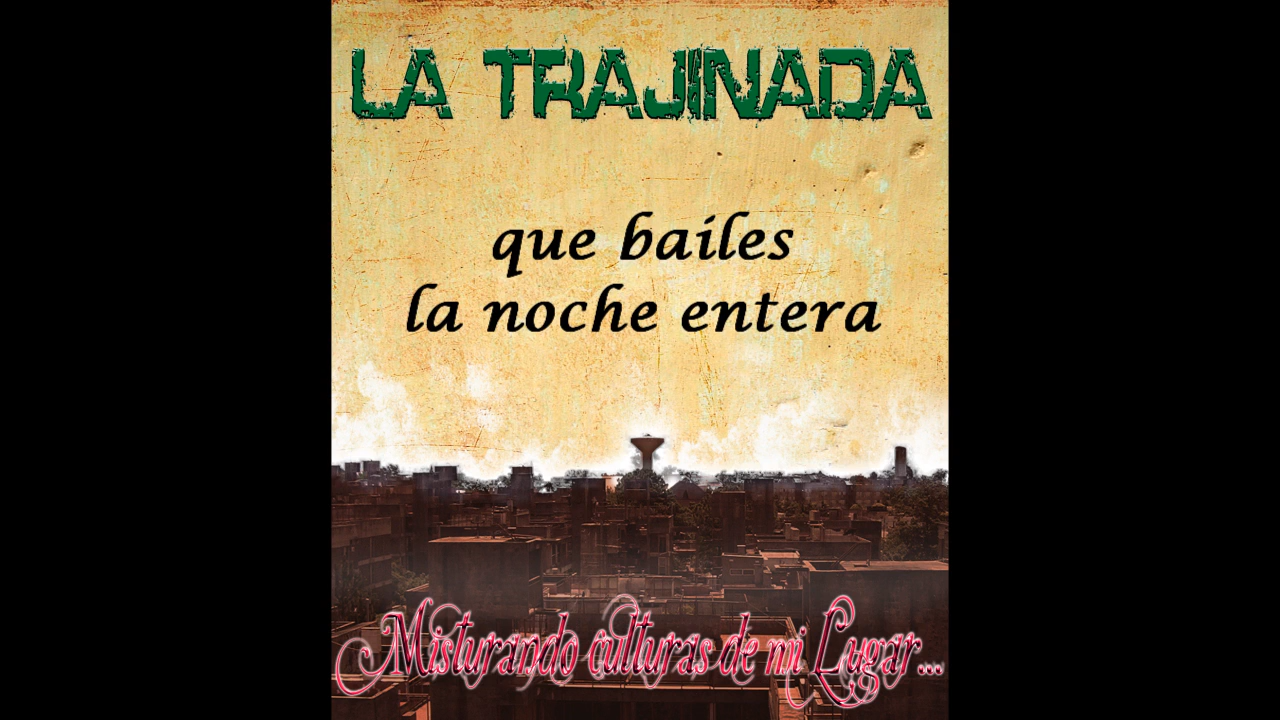 LA TRAJINADA
que bailes
la noche entera
Misturando culturas de mi Lugar...